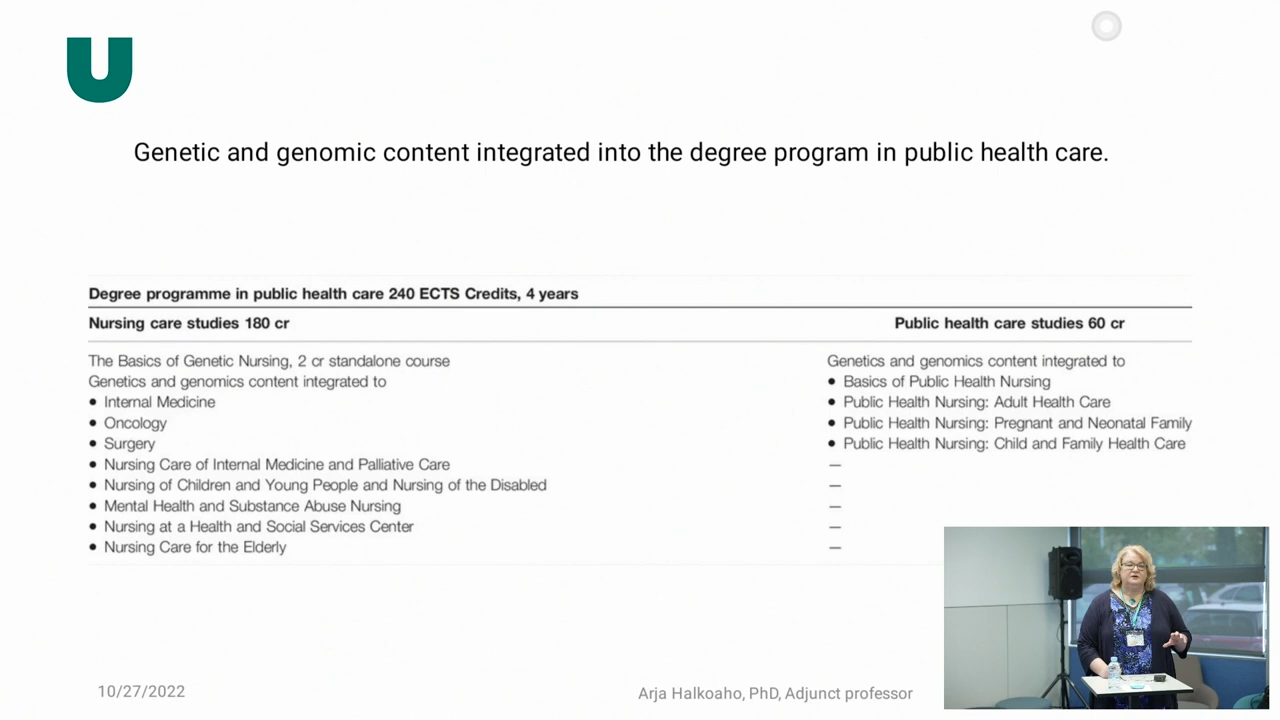 U
Genetic and genomic content integrated into the degree program in public health care.
Degree programme in public health care 240 ECTS Credits, 4 years
Nursing care studies 180 cr
Public health care studies 60 cr
The Basics of Genetic Nursing, 2 cr standalone course
Genetics and genomics content integrated to
• Internal Medicine
• Oncology
• Surgery
• Nursing Care of Internal Medicine and Palliative Care
• Nursing of Children and Young People and Nursing of the Disabled
• Mental Health and Substance Abuse Nursing
• Nursing at a Health and Social Services Center
• Nursing Care for the Elderly
Genetics and genomics content integrated to
• Basics of Public Health Nursing
• Public Health Nursing: Adult Health Care
• Public Health Nursing: Pregnant and Neonatal Family
• Public Health Nursing: Child and Family Health Care
—
—
—
—
—
10/27/2022
Arja Halkoaho, PhD, Adjunct professor